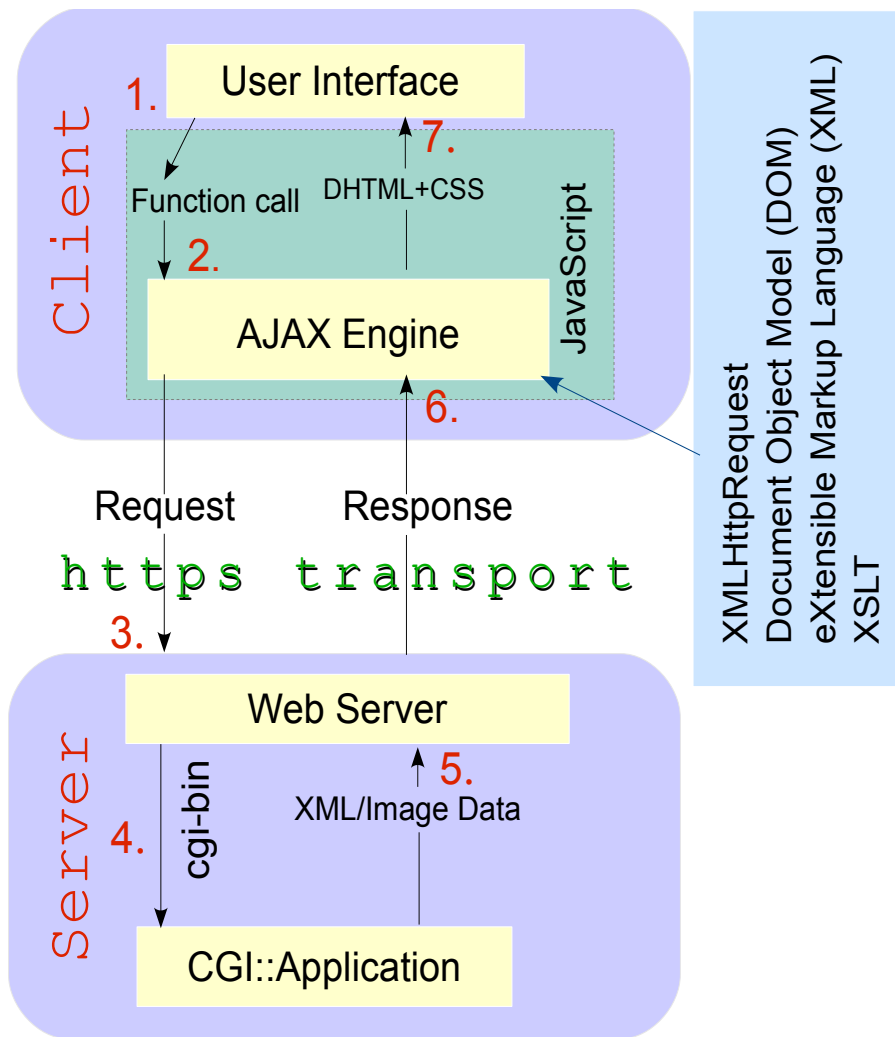 User Interface
1.
7.
Function call
DHTML+CSS
2.
JavaScript
AJAX Engine
6.
Client
XMLHttpRequest
Document Object Model (DOM)
eXtensible Markup Language (XML)
XSLT
Request
Response
https transport
3.
Web Server
5.
cgi-bin
XML/Image Data
4.
CGI::Application
Server